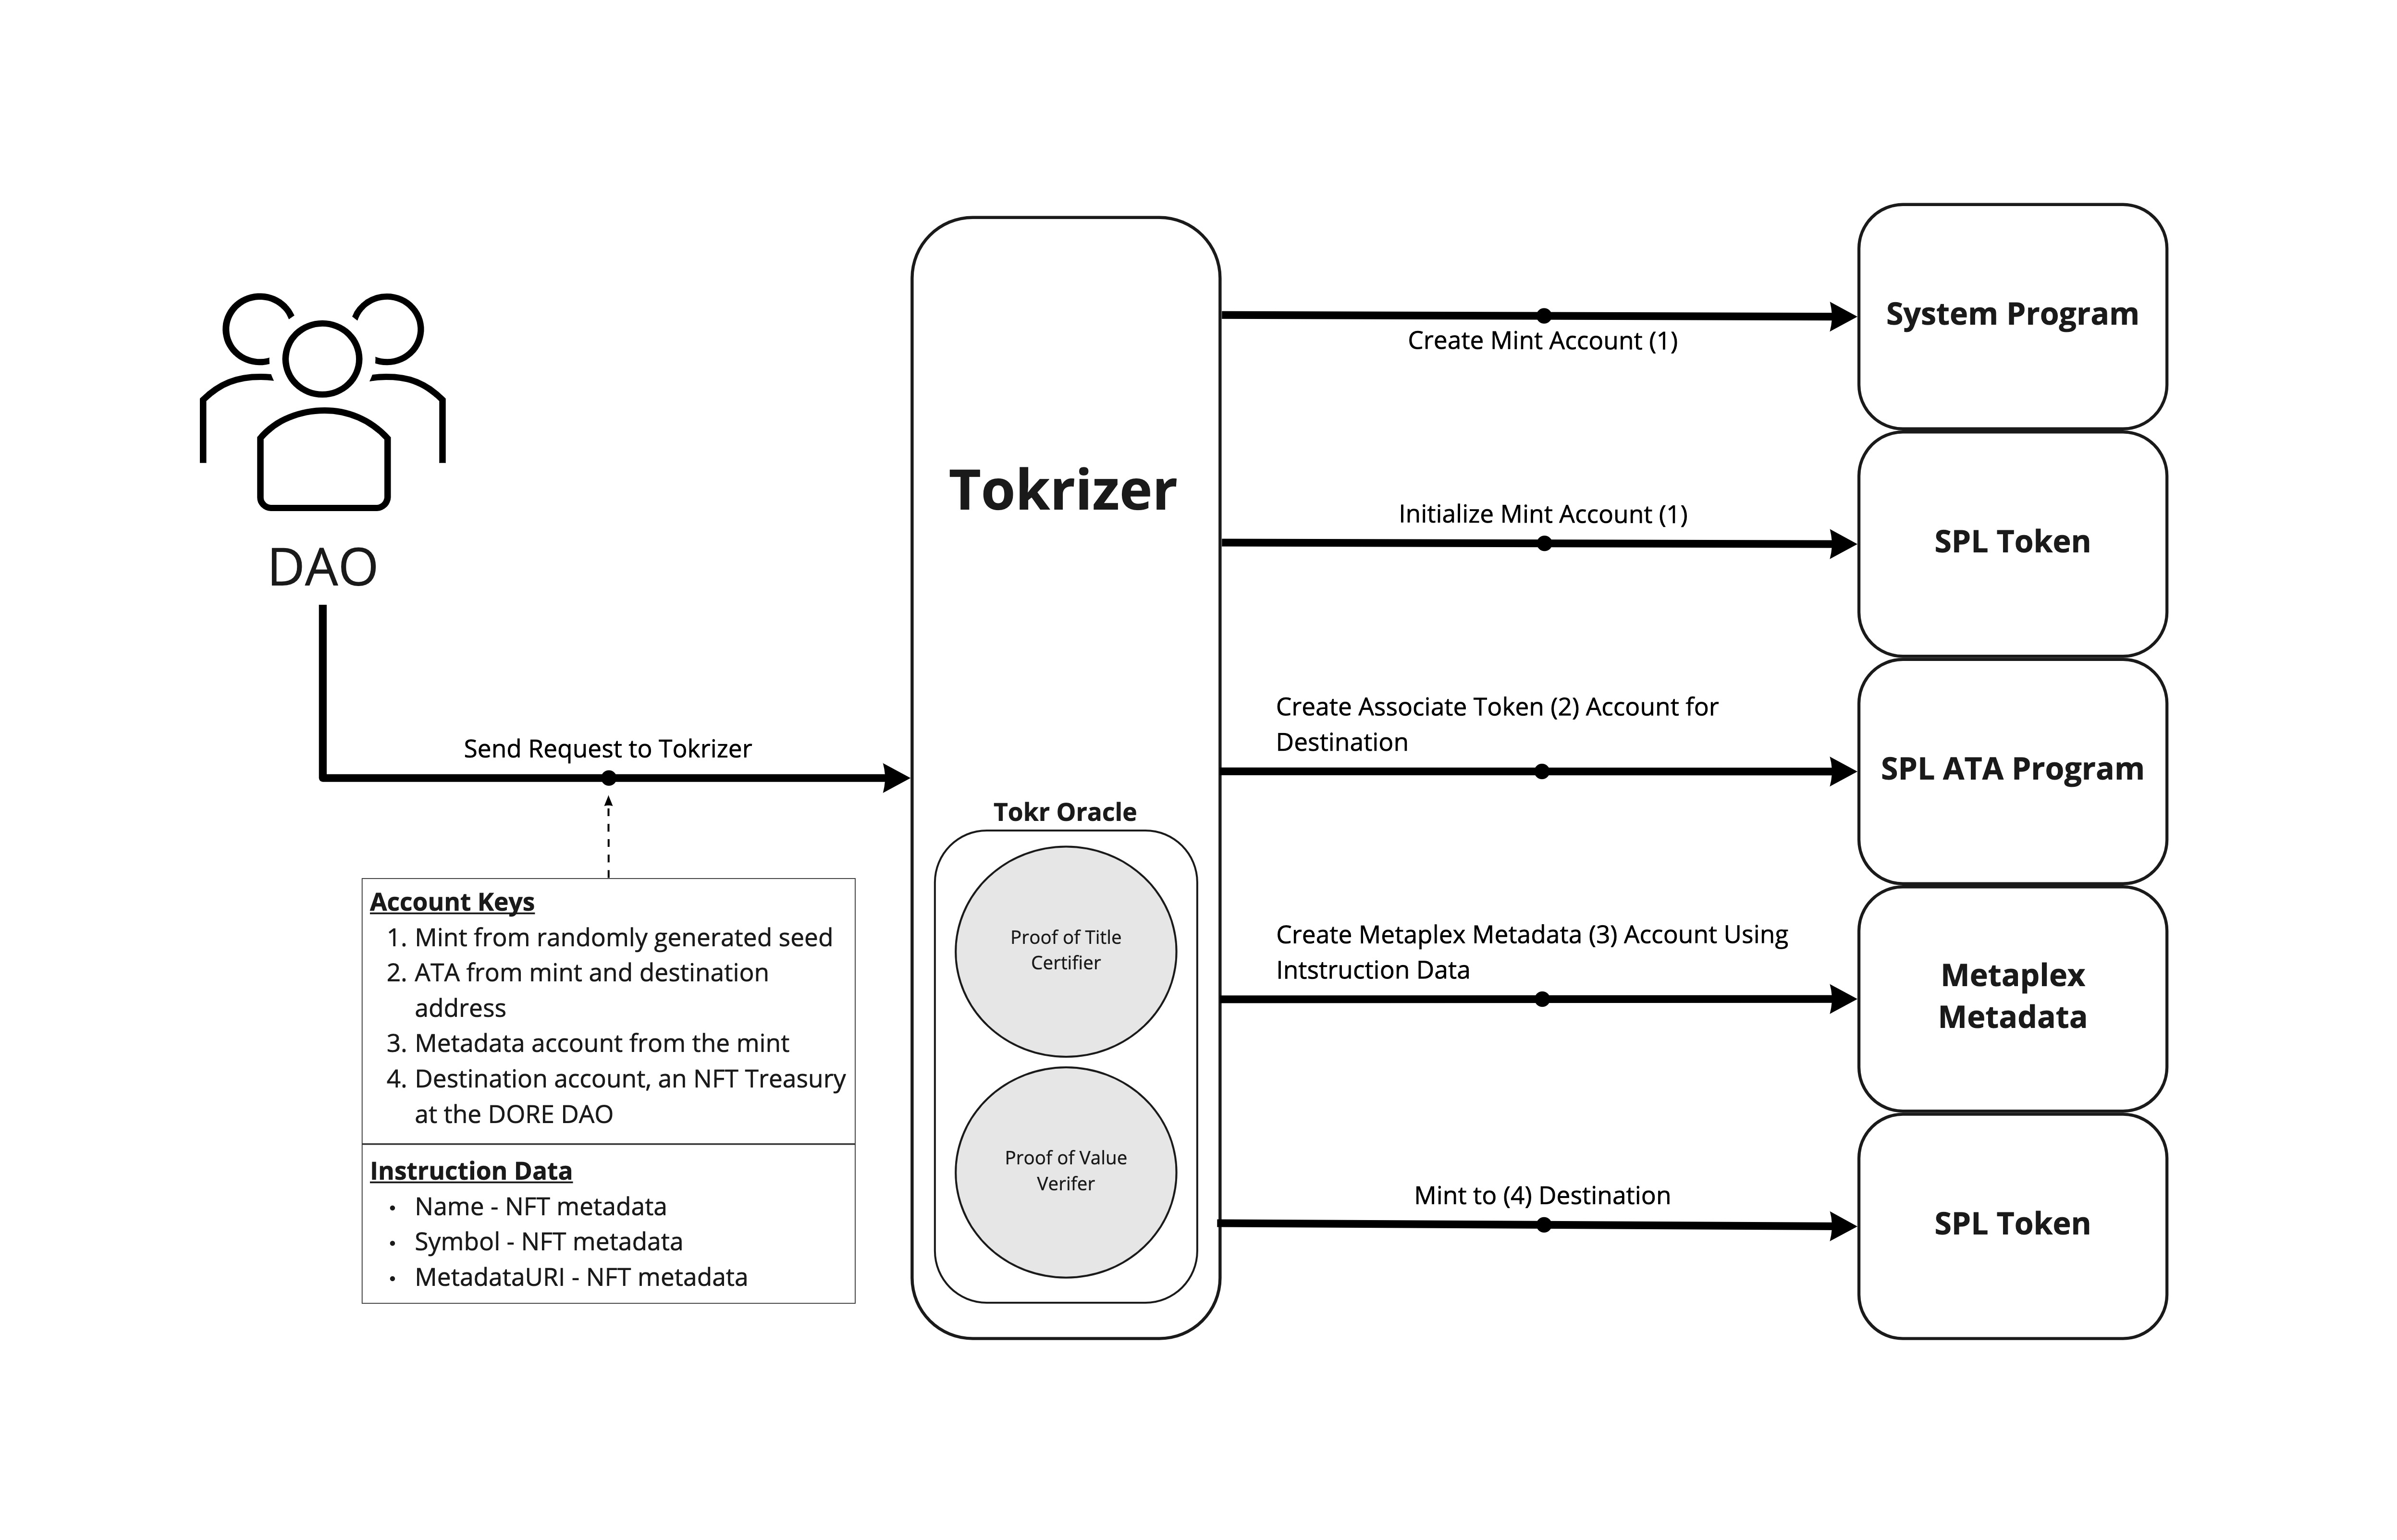 DAO
Send Request to Tokrizer
Account Keys
1. Mint from randomly generated seed
2. ATA from mint and destination
address
3. Metadata account from the mint
4. Destination account, an NFT Treasury
at the DORE DAO
Instruction Data
• Name - NFT metadata
• Symbol - NFT metadata
• MetadataURI - NFT metadata
Tokrizer
Tokr Oracle
Proof of Title
Certifier
Proof of Value
Verifer
Create Mint Account (1)
System Program
Initialize Mint Account (1)
SPL Token
Create Associate Token (2) Account for
Destination
SPL ATA Program
Create Metaplex Metadata (3) Account Using
Intstruction Data
Metaplex
Metadata
Mint to (4) Destination
SPL Token